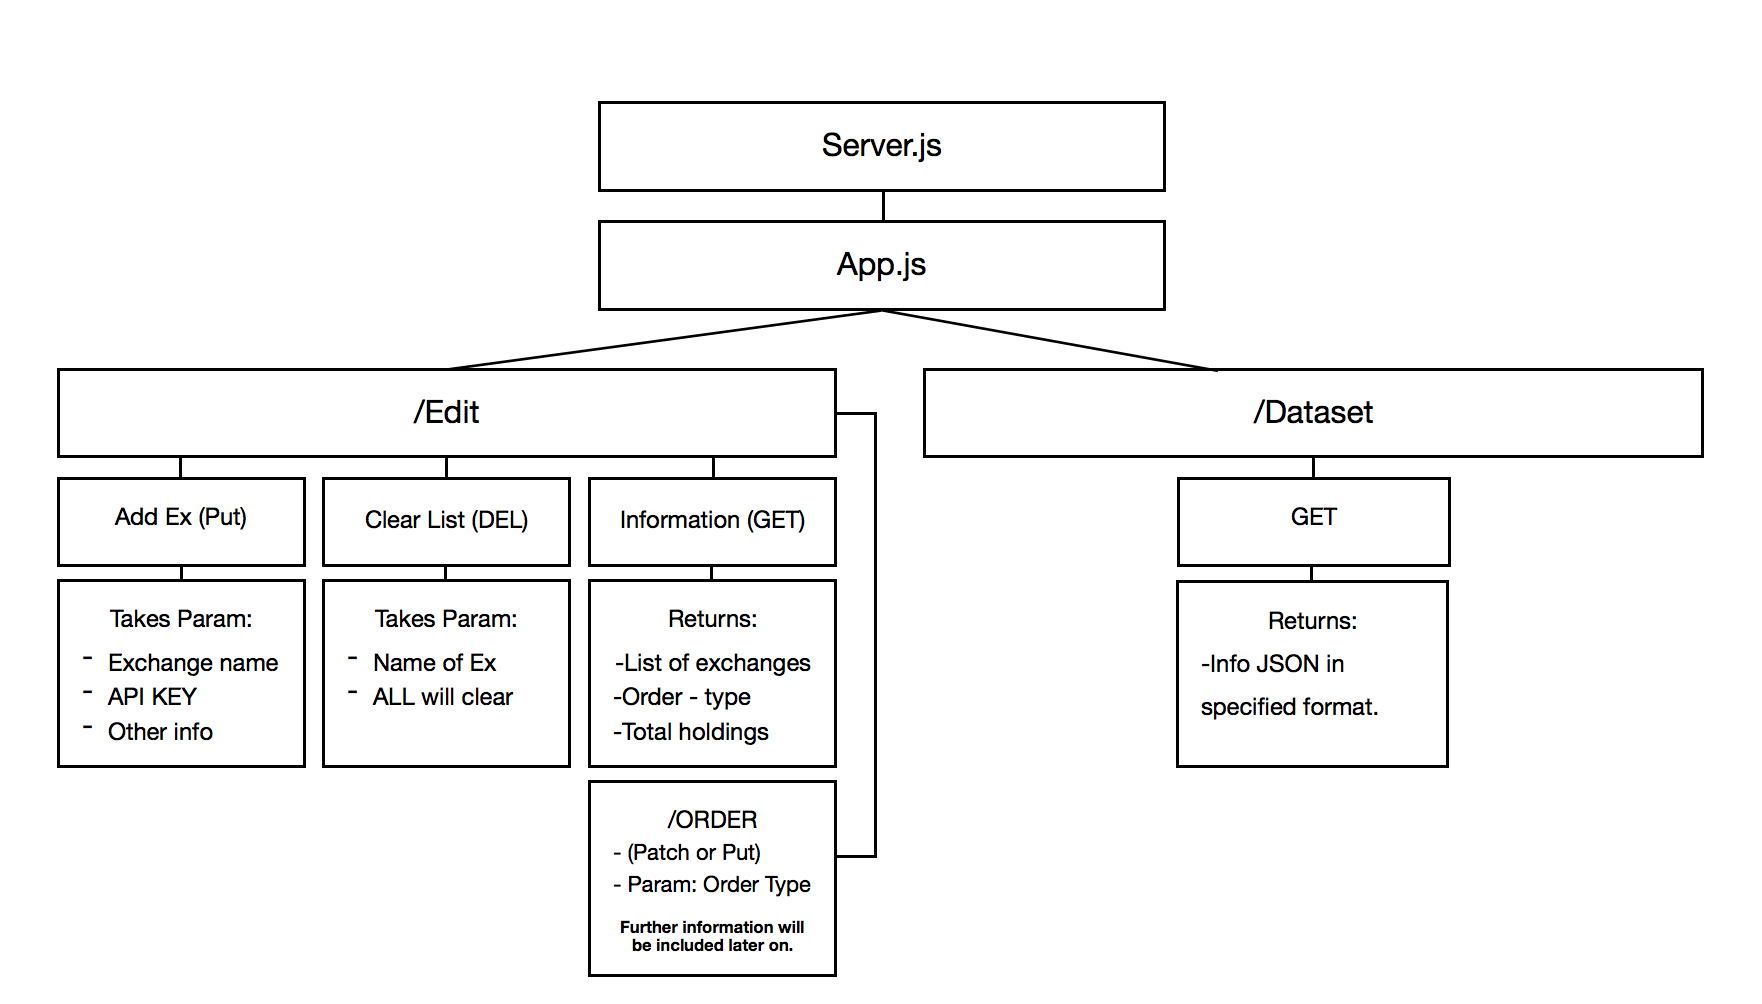 Server.js
App.js
/Edit
/Dataset
Add Ex (Put)
Clear List (DEL)
Information (GET)
GET
Takes Param:
- Exchange name
- API KEY
- Other info
Takes Param:
- Name of Ex
- ALL will clear
Returns:
-List of exchanges
-Order - type
-Total holdings
Returns:
-Info JSON in
specified format.
/ORDER
- (Patch or Put)
- Param: Order Type
Further information will
be included later on.